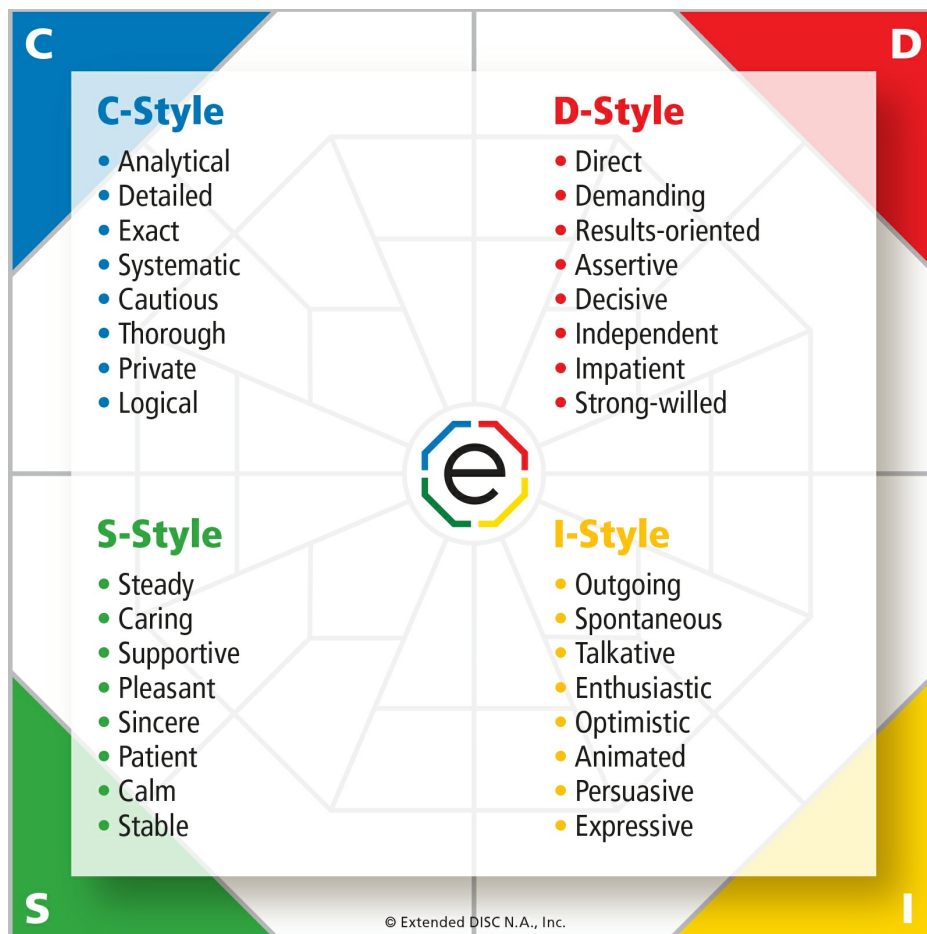 C
D
C-Style
• Analytical
• Detailed
• Exact
• Systematic
• Cautious
• Thorough
• Private
• Logical
D-Style
• Direct
• Demanding
• Results-oriented
• Assertive
• Decisive
• Independent
• Impatient
• Strong-willed
e
S-Style
• Steady
• Caring
• Supportive
• Pleasant
• Sincere
• Patient
• Calm
• Stable
I-Style
• Outgoing
• Spontaneous
• Talkative
• Enthusiastic
• Optimistic
• Animated
• Persuasive
• Expressive
S
I
© Extended DISC N.A., Inc.